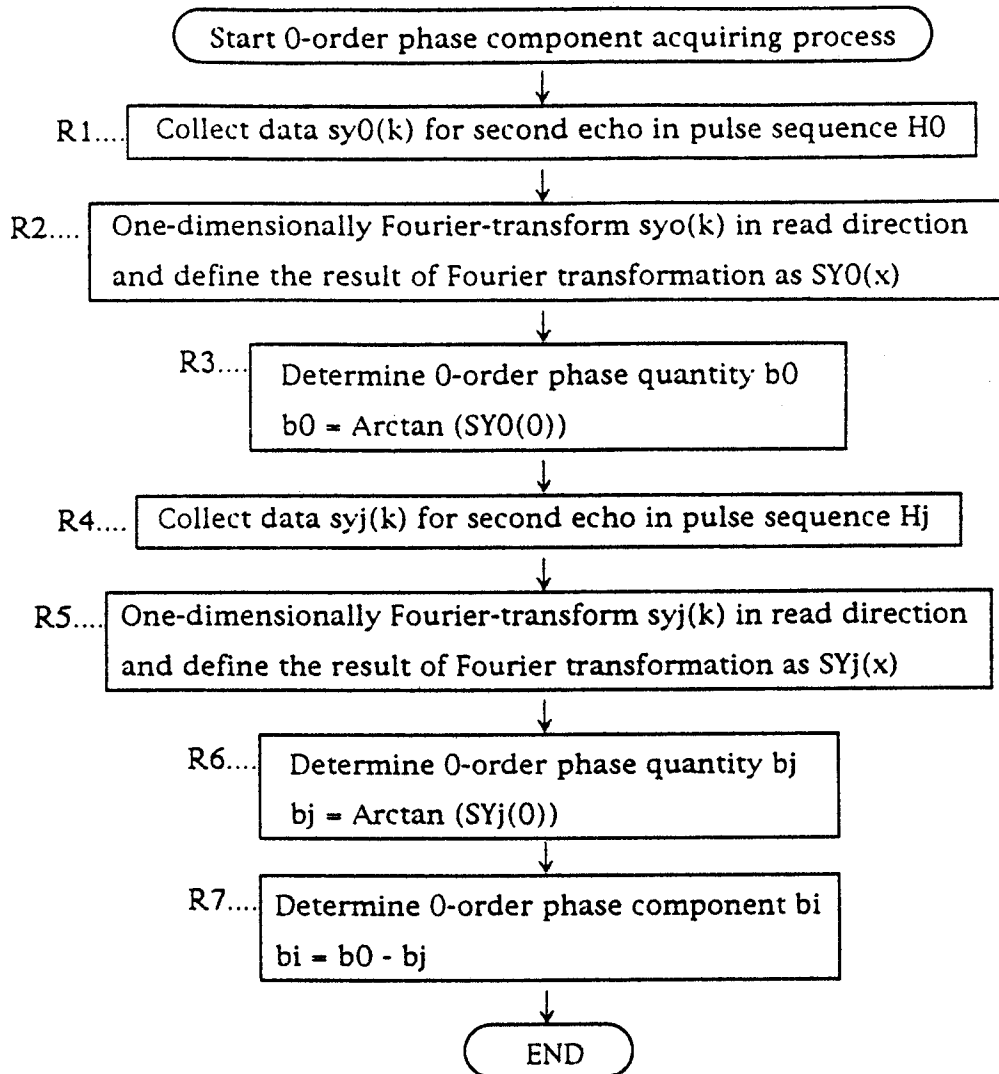 Start 0-order phase component acquiring process
R1.... Collect data sy0(k) for second echo in pulse sequence H0
R2.... One-dimensionally Fourier-transform syo(k) in read direction
and define the result of Fourier transformation as SY0(x)
R3.... Determine 0-order phase quantity b0
b0 = Arctan (SY0(0))
R4.... Collect data syj(k) for second echo in pulse sequence Hj
R5.... One-dimensionally Fourier-transform syj(k) in read direction
and define the result of Fourier transformation as SYj(x)
R6.... Determine 0-order phase quantity bj
bj = Arctan (SYj(0))
R7.... Determine 0-order phase component bi
bi = b0 - bj
END